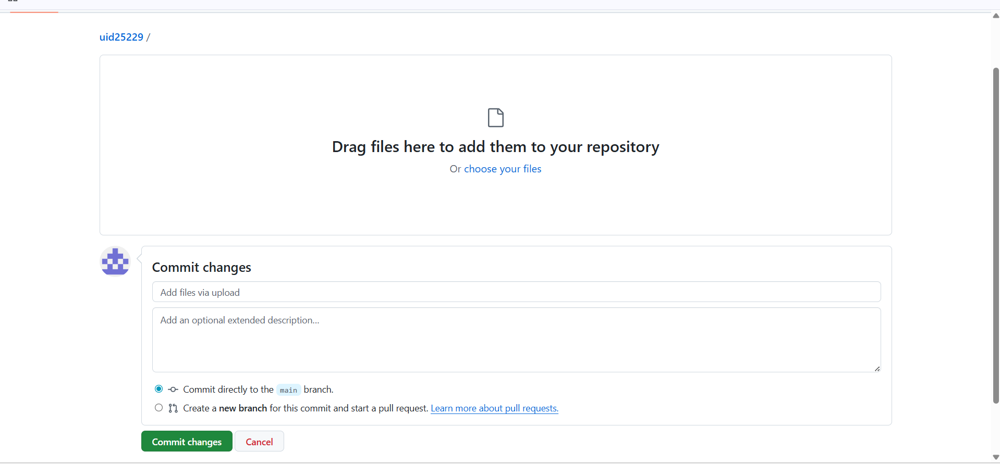 uid25229 /
Drag files here to add them to your repository
Or choose your files
Commit changes
Add files via upload
Add an optional extended description...
Commit directly to the main branch.
Create a new branch for this commit and start a pull request. Learn more about pull requests.
Commit changes
Cancel